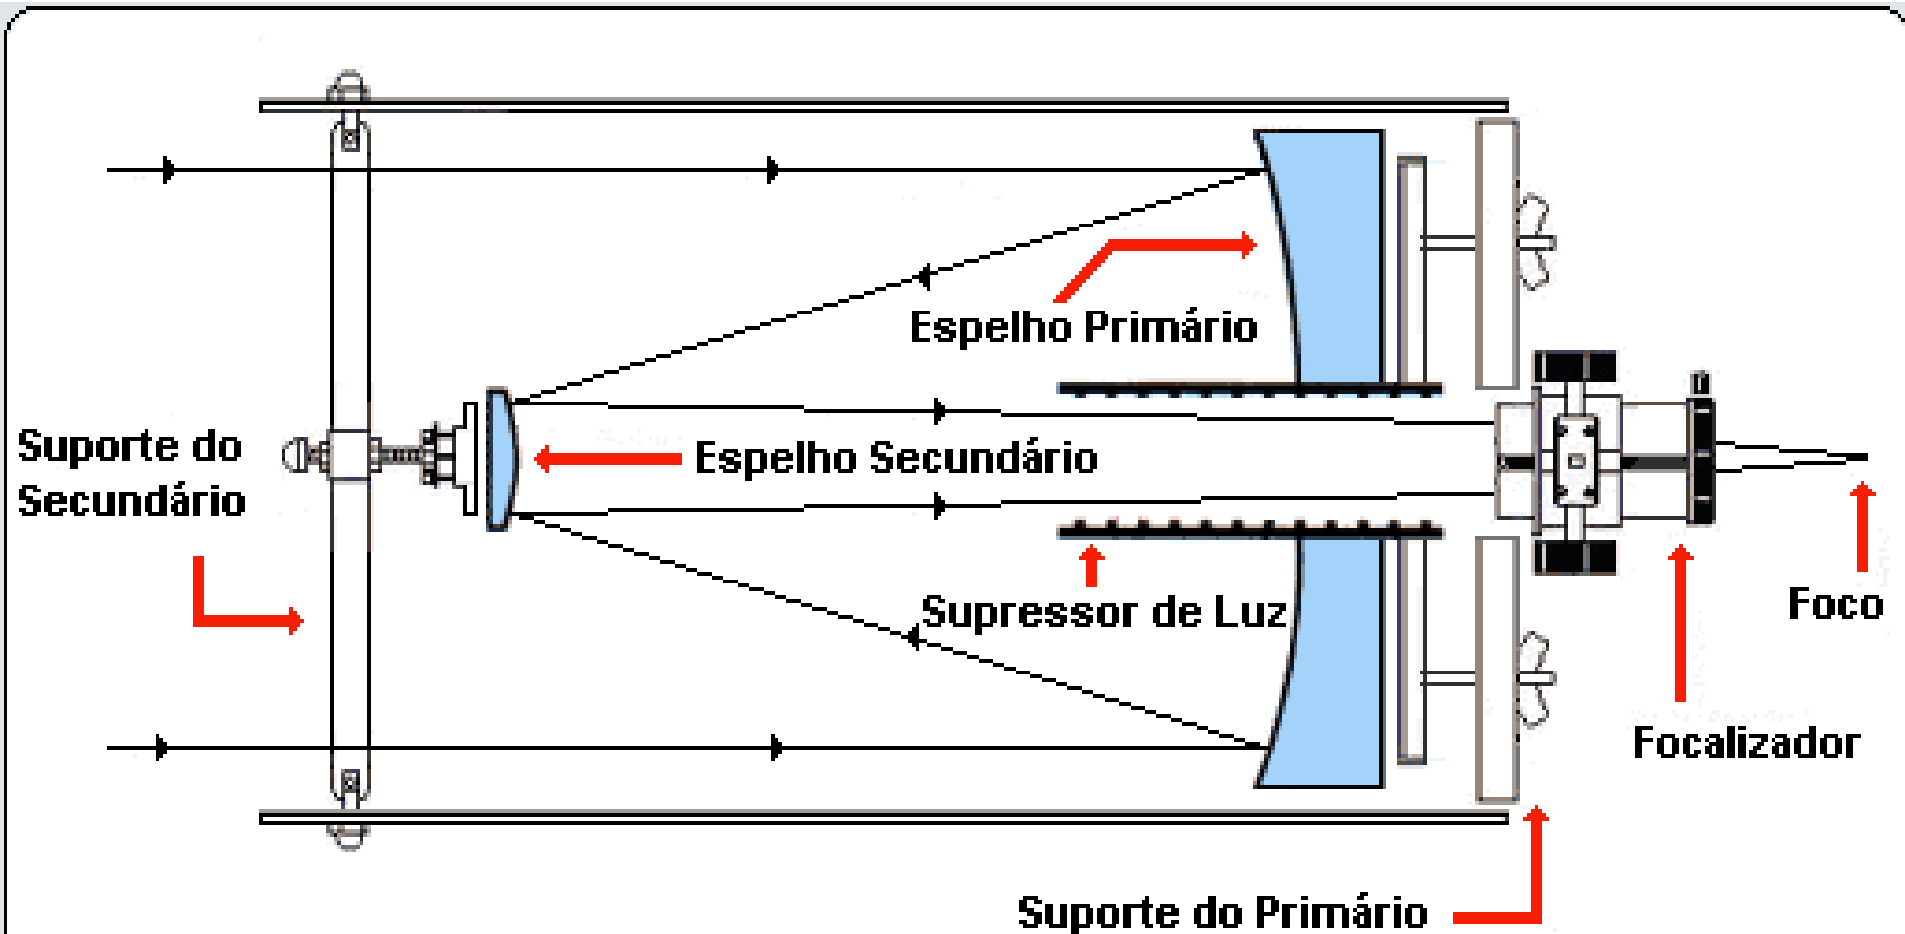 Espelho Primário
Suporte do
Secundário
Espelho Secundário
Supressor de Luz
Foco
Focalizador
Suporte do Primário